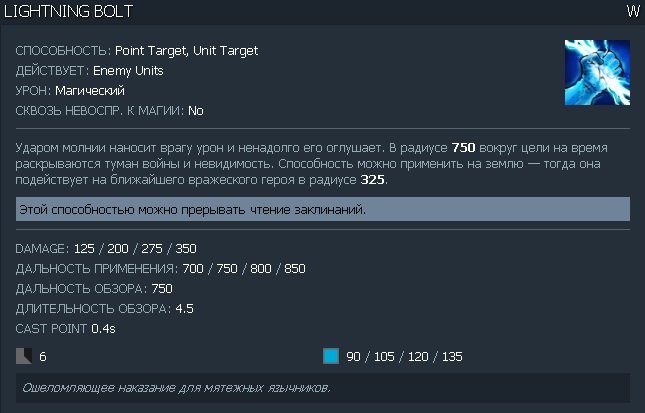 LIGHTNING BOLT W
СПОСОБНОСТЬ: Point Target, Unit Target
ДЕЙСТВУЕТ: Enemy Units
УРОН: Магический
СКВОЗЬ НЕВОСПР. К МАГИИ: No
Ударом молнии наносит врагу урон и ненадолго его оглушает. В радиусе 750 вокруг цели на время
раскрываются туман войны и невидимость. Способность можно применить на землю — тогда она
подействует на ближайшего вражеского героя в радиусе 325.
Этой способностью можно прерывать чтение заклинаний.
DAMAGE: 125 / 200 / 275 / 350
ДАЛЬНОСТЬ ПРИМЕНЕНИЯ: 700 / 750 / 800 / 850
ДАЛЬНОСТЬ ОБЗОРА: 750
ДЛИТЕЛЬНОСТЬ ОБЗОРА: 4.5
CAST POINT 0.4s
6 90 / 105 / 120 / 135
Ошеломляющее наказание для мятежных язычников.